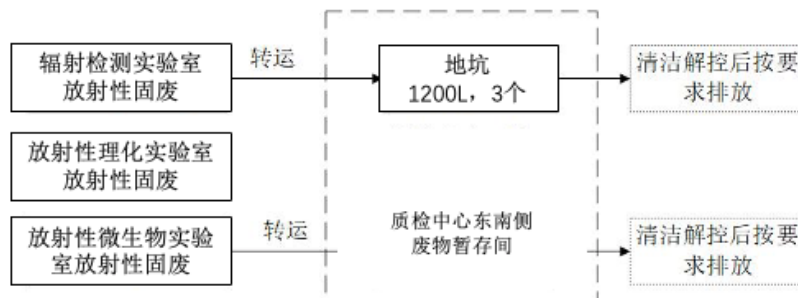 辐射检测实验室
放射性固废
转运
地坑
1200L，3个
清洁解控后按要
求排放
放射性理化实验室
放射性固废
放射性微生物实验
室放射性固废
转运
质检中心东南侧
废物暂存间
清洁解控后按要
求排放